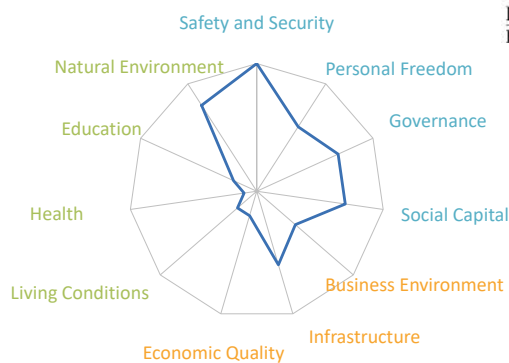 Safety and Security
Natural Environment
Personal Freedom
Education
Governance
Health
Social Capital
Living Conditions
Business Environment
Infrastructure
Economic Quality